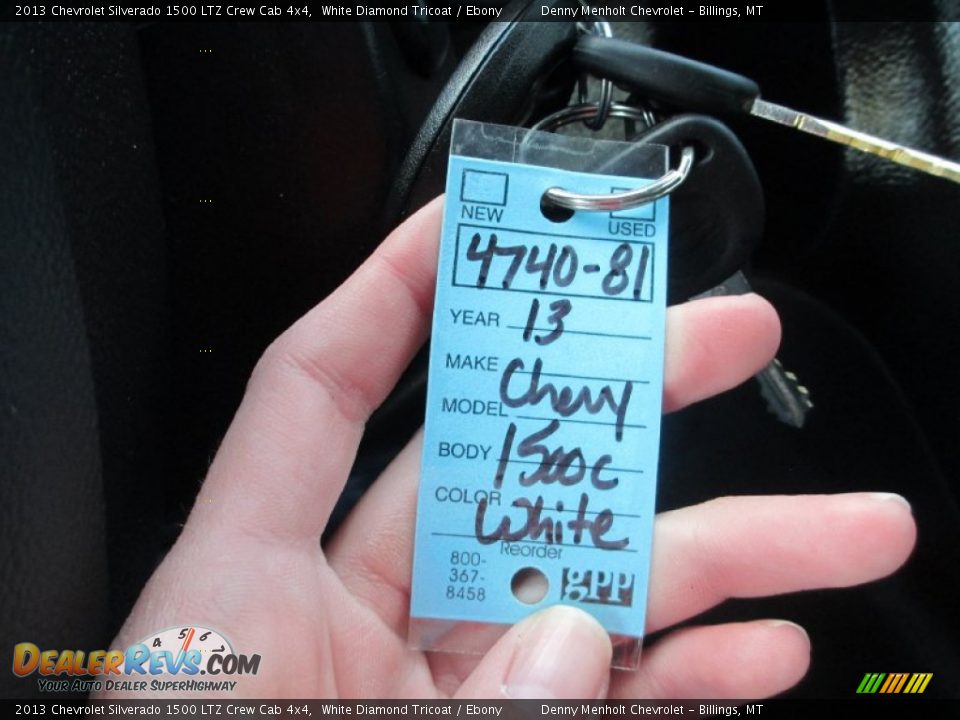 2013 Chevrolet Silverado 1500 LTZ Crew Cab 4x4, White Diamond Tricoat / Ebony Denny Menholt Chevrolet - Billings, MT
NEW
USED
4740-81
YEAR 13
MAKE
Chevy
MODEL
BODY 1500c
COLOR
White
Reorder
800-
367-
8458
gpp
4 5 6
DEALERREVS.COM
YOUR AUTO DEALER SUPERHIGHWAY
2013 Chevrolet Silverado 1500 LTZ Crew Cab 4x4, White Diamond Tricoat / Ebony Denny Menholt Chevrolet - Billings, MT